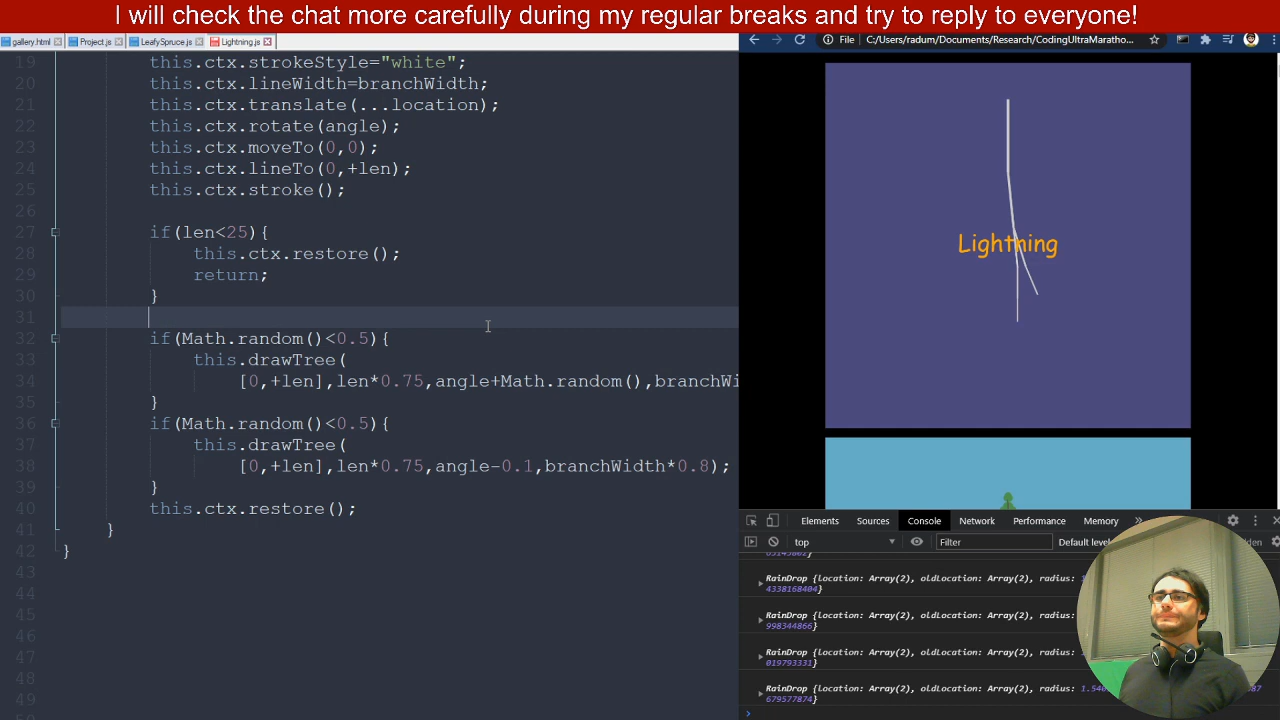 I will check the chat more carefully during my regular breaks and try to reply to everyone!
gallery.html Project.js LeafySpruce.js Lightning.js
File C:/Users/radum/Documents/Research/CodingUltraMaratho...
19 this.ctx.strokeStyle="white";
20 this.ctx.lineWidth=branchWidth;
21 this.ctx.translate(...location);
22 this.ctx.rotate(angle);
23 this.ctx.moveTo(0,0);
24 this.ctx.lineTo(0,+len);
25 this.ctx.stroke();
26
27 if(len<25){
28 this.ctx.restore();
29 return;
30 }
31
32 if(Math.random()<0.5){
33 this.drawTree(
34 [0,+len],len*0.75,angle+Math.random(),branchWi
35 }
36 if(Math.random()<0.5){
37 this.drawTree(
38 [0,+len],len*0.75,angle-0.1,branchWidth*0.8);
39 }
40 this.ctx.restore();
41 }
42 }
43
44
45
46
47
48
49
Lightning
Elements Sources Console Network Performance Memory »
top Filter Default leve
RainDrop {location: Array(2), oldLocation: Array(2), radius:
4338168404}
RainDrop {location: Array(2), oldLocation: Array(2), radius:
998344866}
RainDrop {location: Array(2), oldLocation: Array(2), radius:
019793331}
RainDrop {location: Array(2), oldLocation: Array(2), radius:
679577874}